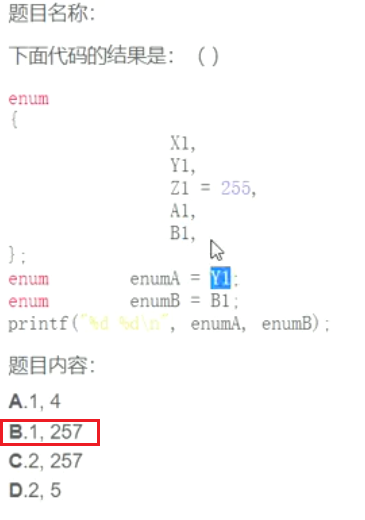 题目名称：
下面代码的结果是：（ ）
enum
{
X1,
Y1,
Z1 = 255,
A1,
B1,
};
enum enumA = Y1;
enum enumB = B1;
printf("%d %d\n", enumA, enumB);
题目内容：
A.1, 4
B.1, 257
C.2, 257
D.2, 5